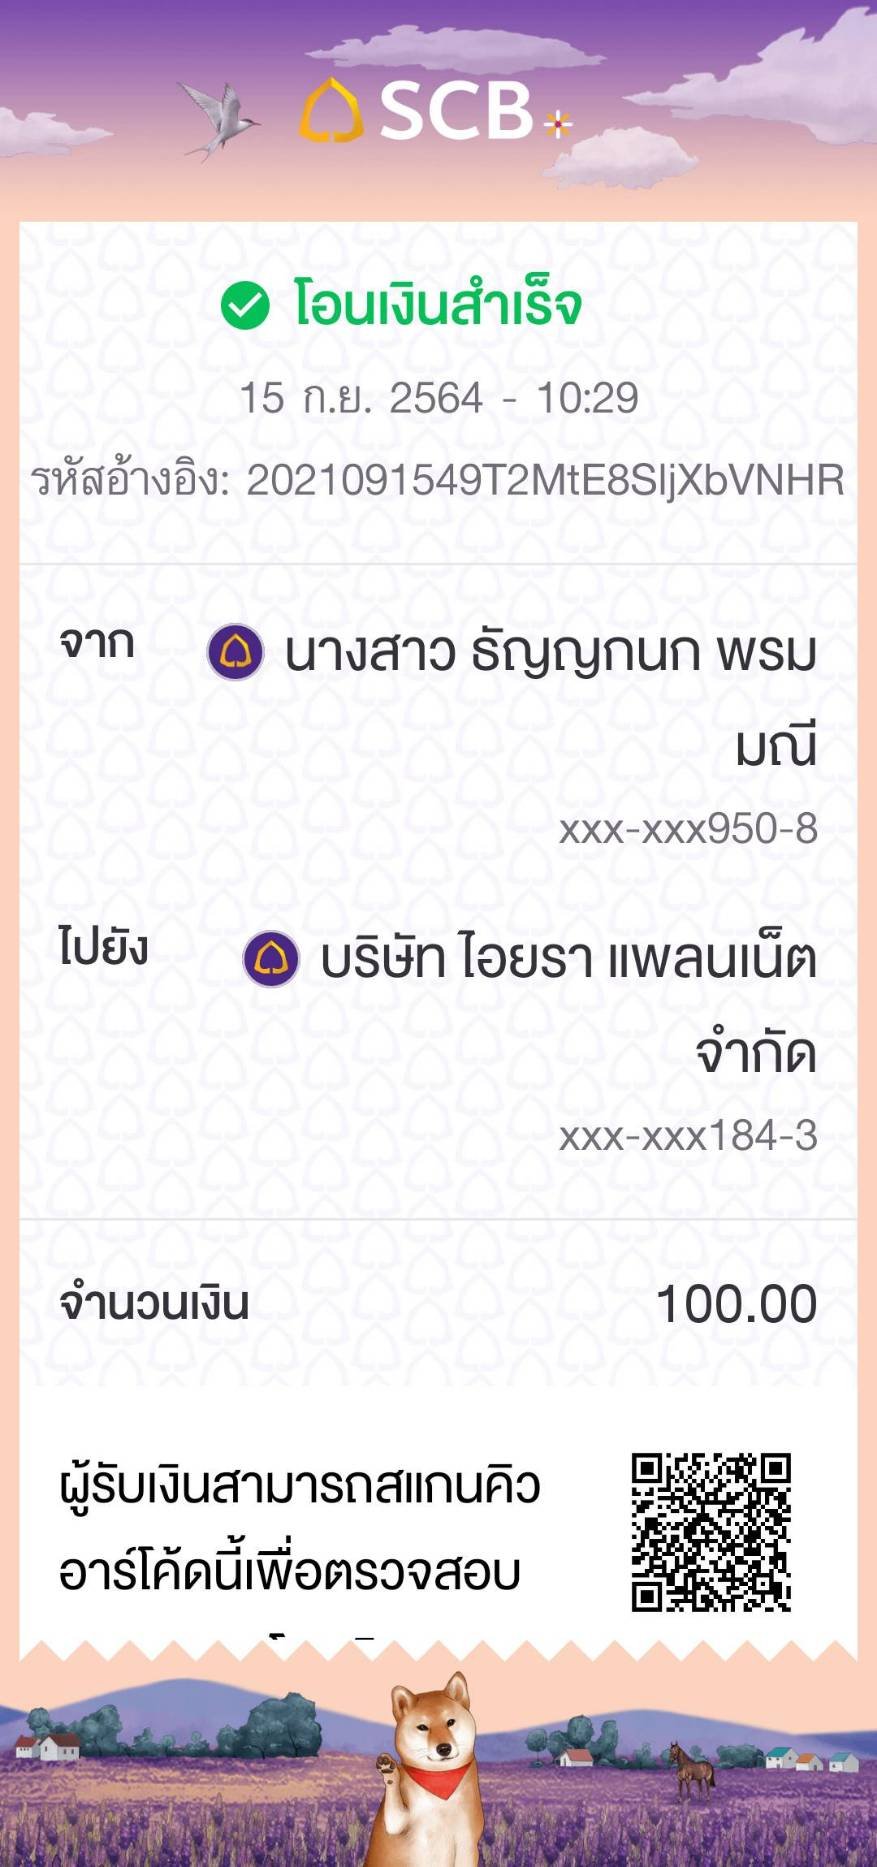 SCB
โอนเงินสำเร็จ
15 ก.ย. 2564 - 10:29
รหัสอ้างอิง: 2021091549T2MtE8SljXbVNHR
จาก นางสาว ธัญญกนก พรม
มณี
xxx-xxx950-8
ไปยัง บริษัท ไอยรา แพลนเน็ต
จำกัด
xxx-xxx184-3
จำนวนเงิน 100.00
ผู้รับเงินสามารถสแกนคิว
อาร์โค้ดนี้เพื่อตรวจสอบ